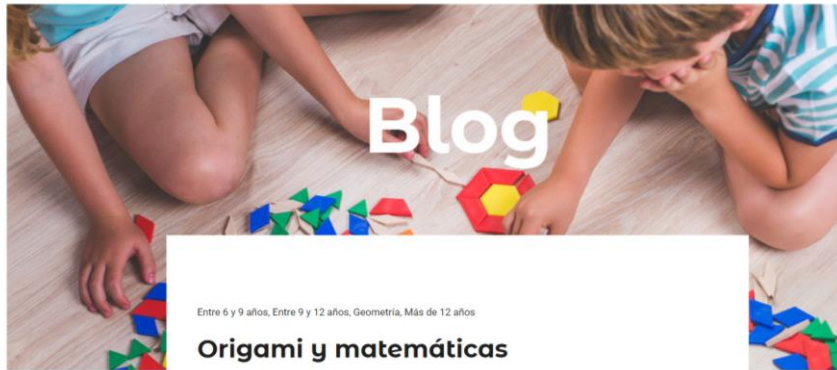 Blog
Entre 6 y 9 años, Entre 9 y 12 años, Geometría, Más de 12 años
Origami y matemáticas